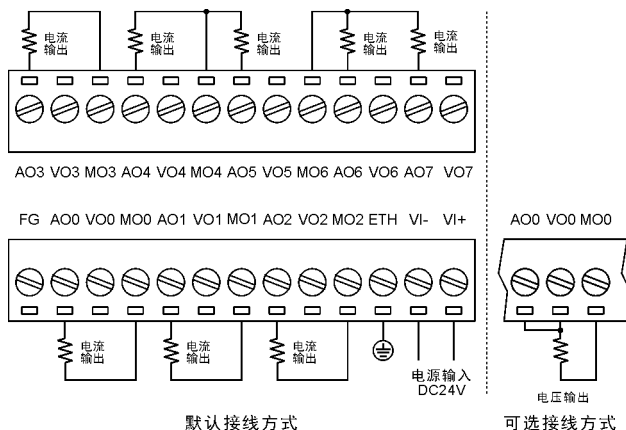 电流
输出
电流
输出
电流
输出
电流
输出
电流
输出
AO3 VO3 MO3 AO4 VO4 MO4 AO5 VO5 MO6 AO6 VO6 AO7 VO7
FG AO0 VO0 MO0 AO1 VO1 MO1 AO2 VO2 MO2 ETH VI- VI+
AO0 VO0 MO0
电流
输出
电流
输出
电流
输出
电源输入
DC24V
电压输出
默认接线方式
可选接线方式